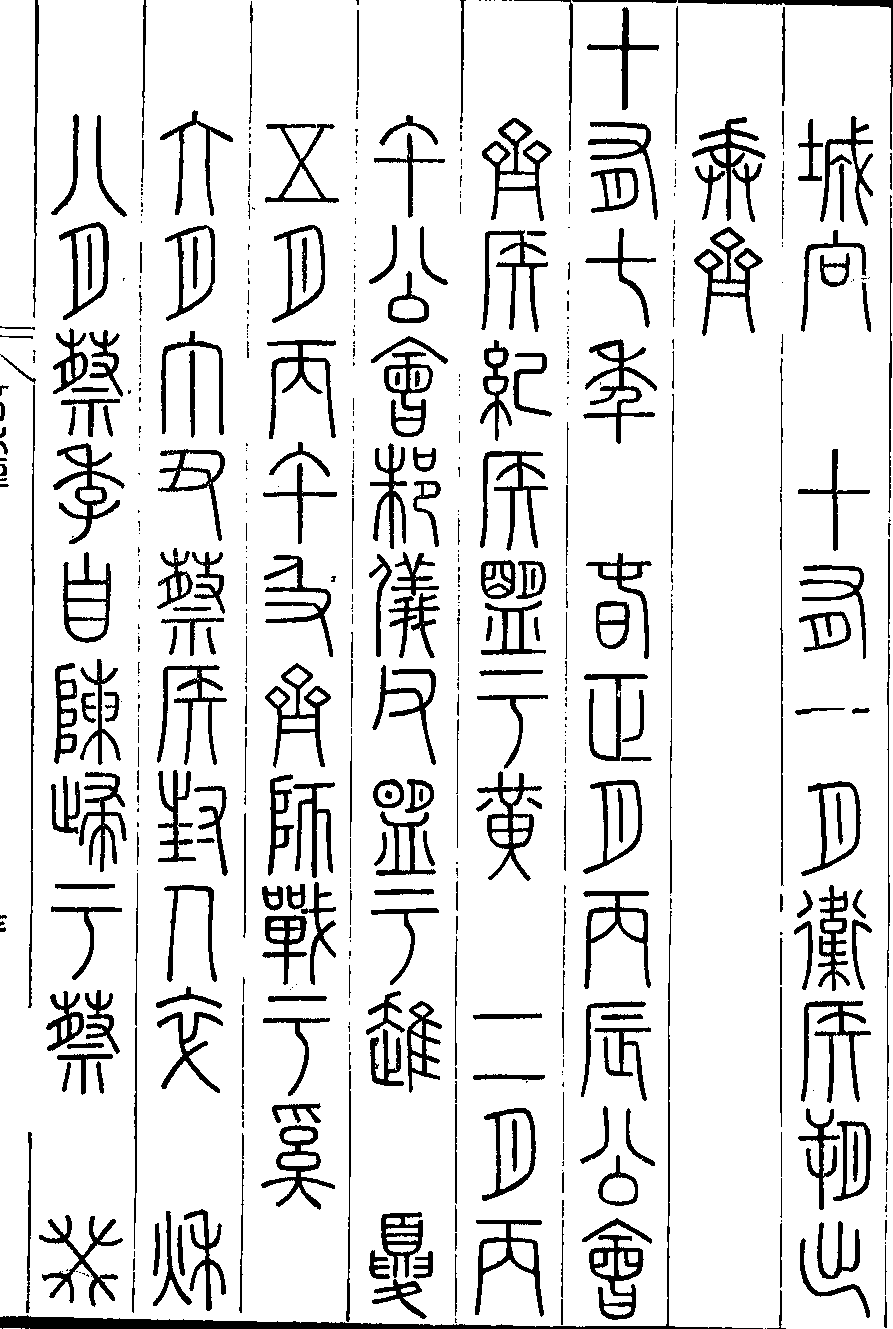 城向　十有一月衛侯朔出
奔齊
十有七年　春正月丙辰公會
齊侯紀侯盟于黃　二月丙
午公會邾儀父盟于趡　夏
五月丙午及齊師戰于奚
六月丁丑蔡侯封人卒　秋
八月蔡季自陳歸于蔡　癸